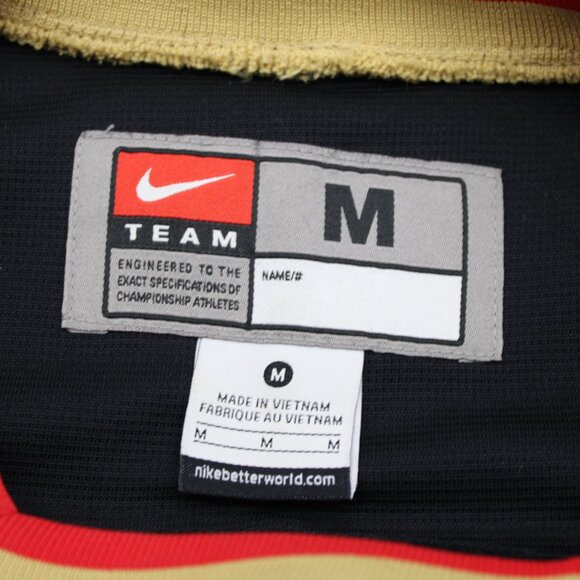 TEAM
M
ENGINEERED TO THE
EXACT SPECIFICATIONS OF
CHAMPIONSHIP ATHLETES
NAME/#
M
MADE IN VIETNAM
FABRIQUE AU VIETNAM
M M M
nikebetterworld.com